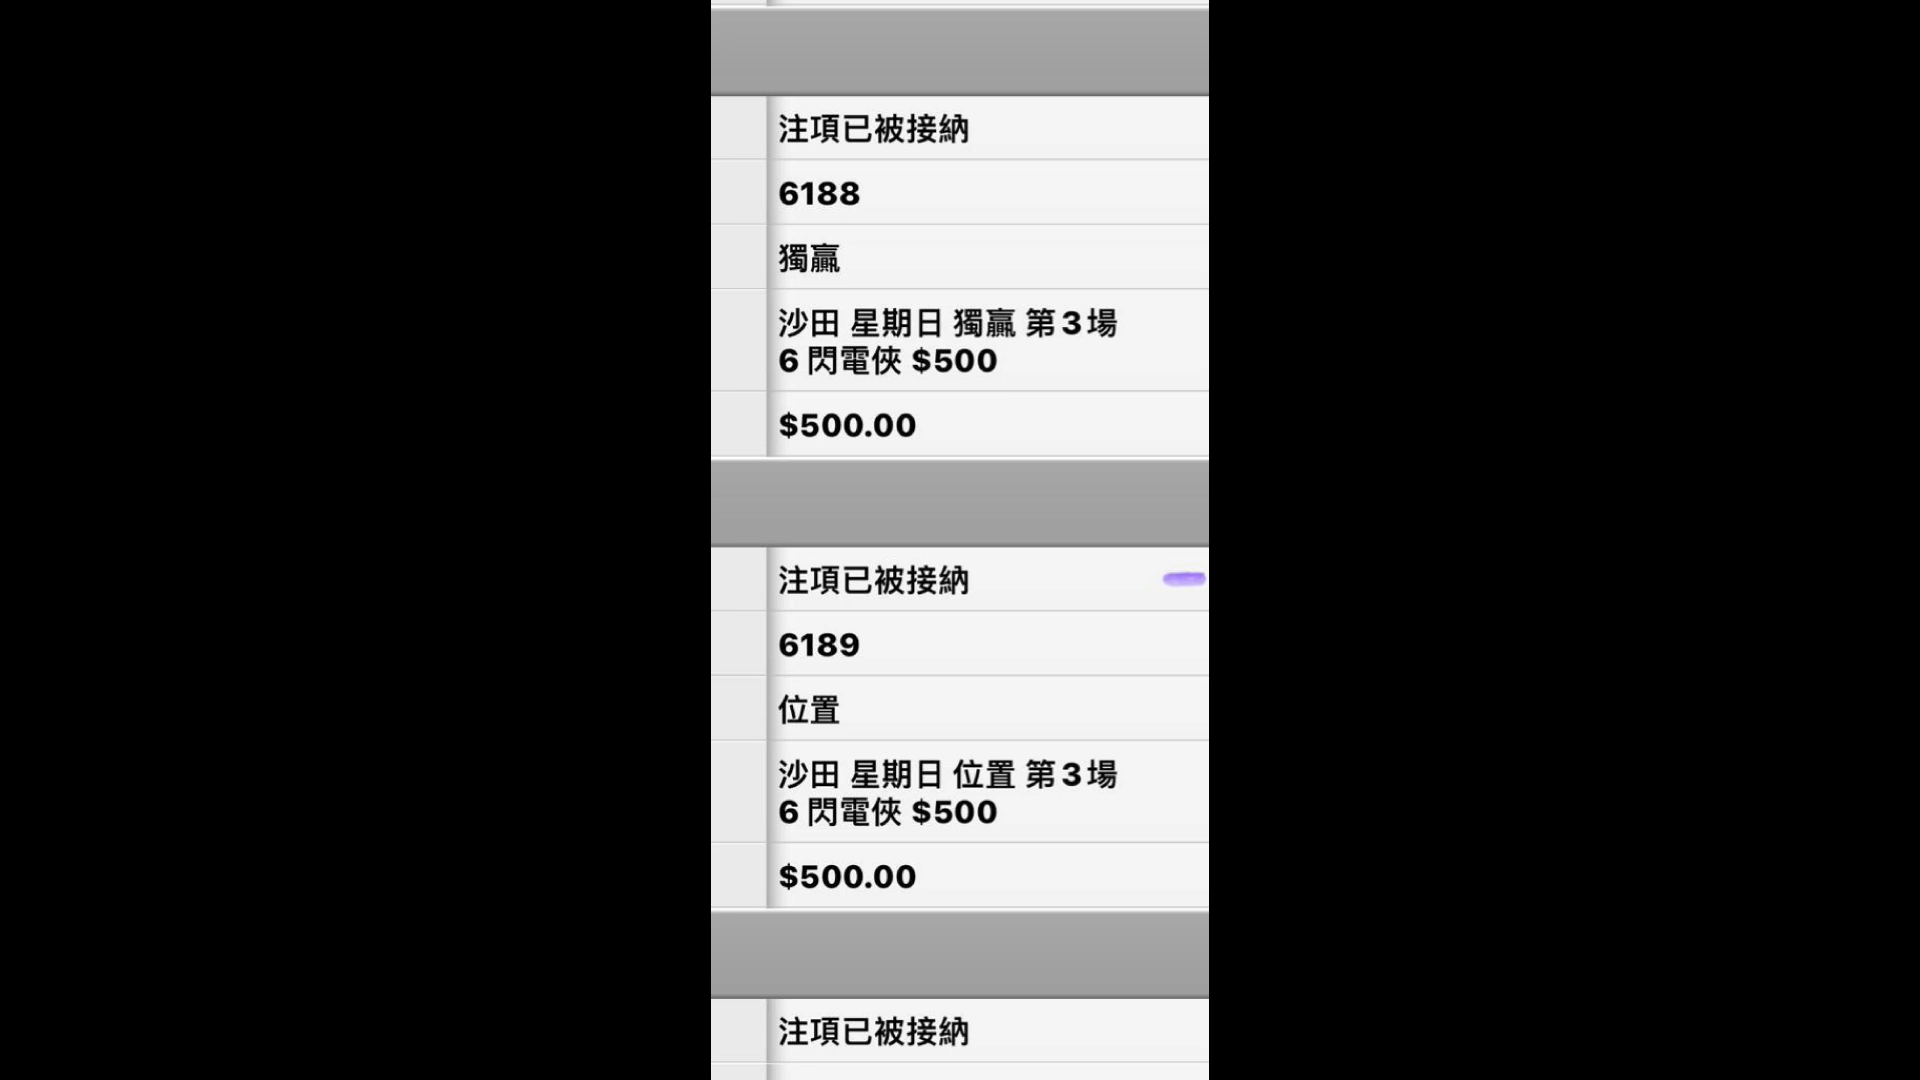 注項已被接納
6188
獨贏
沙田 星期日 獨贏 第3場
6 閃電俠 $500
$500.00
注項已被接納
6189
位置
沙田 星期日 位置 第3場
6 閃電俠 $500
$500.00
注項已被接納